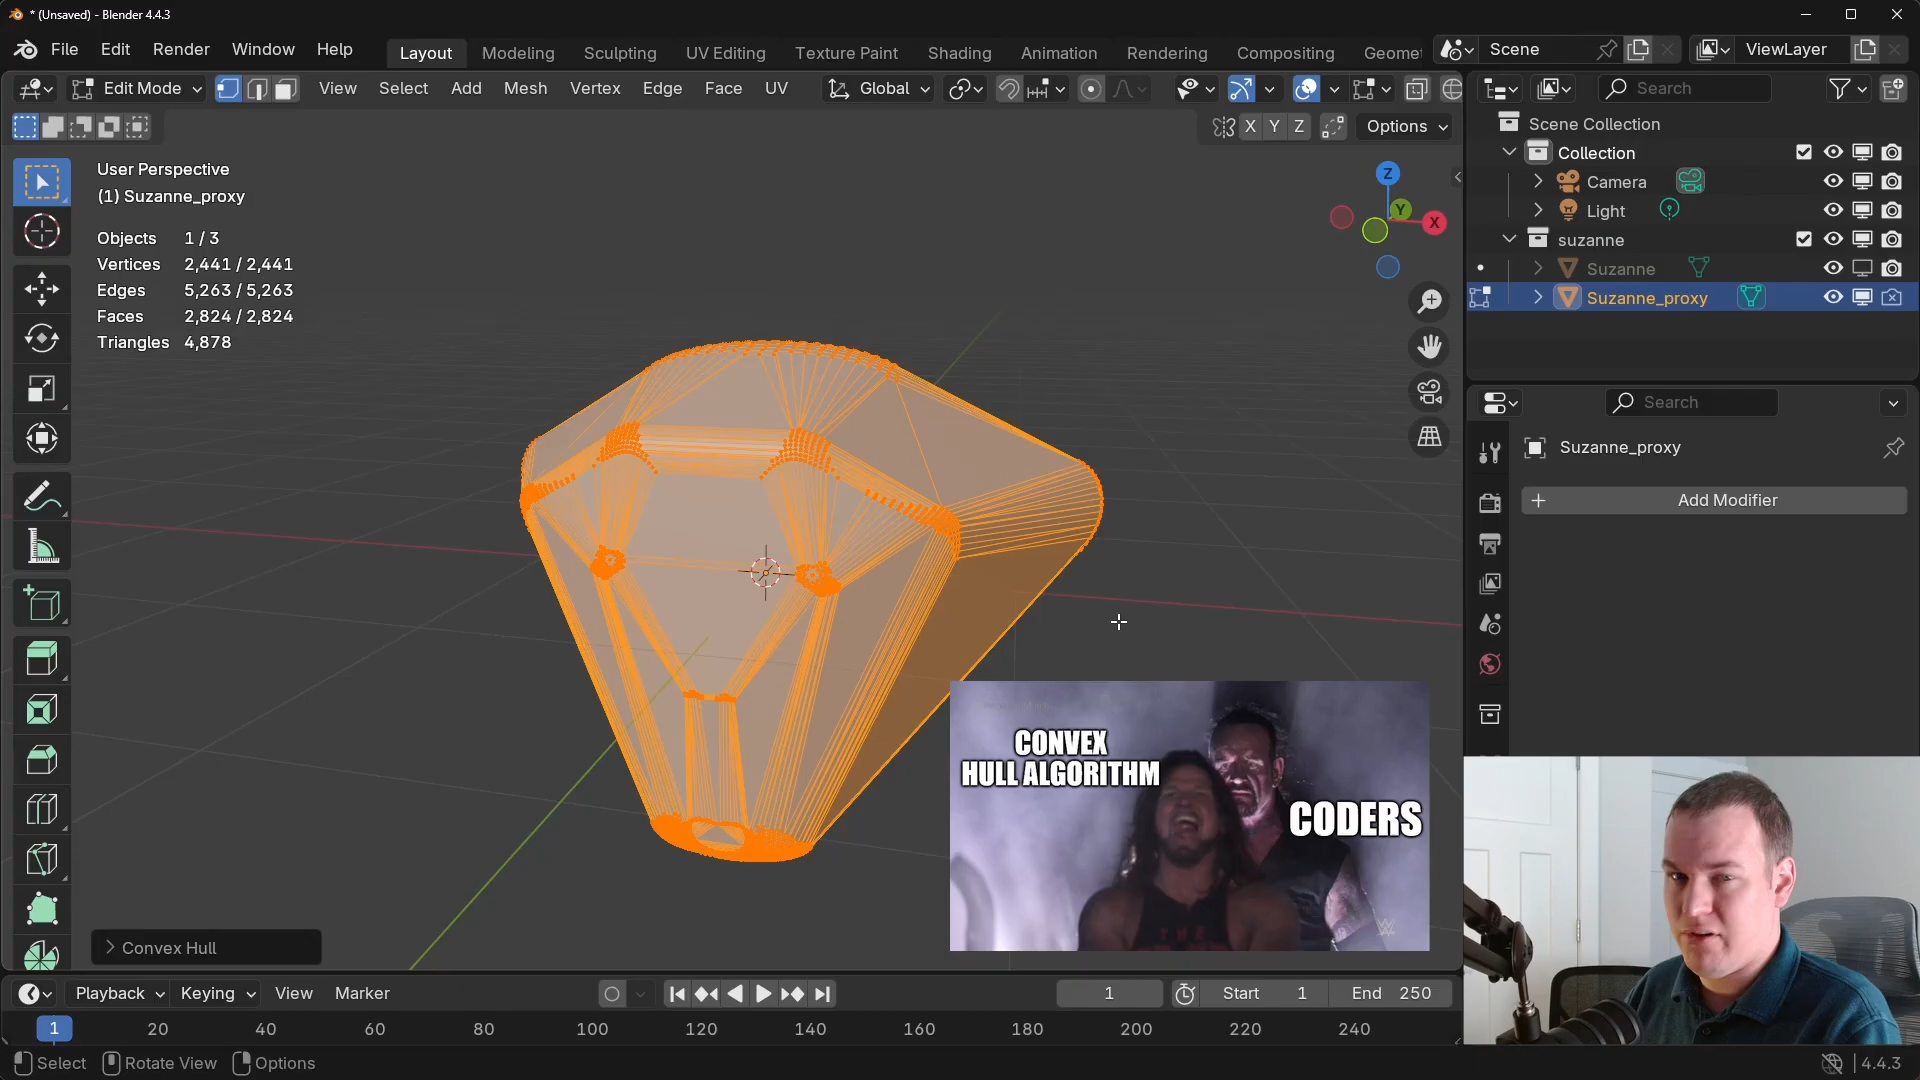 * (Unsaved) - Blender 4.4.3
File Edit Render Window Help
Layout Modeling Sculpting UV Editing Texture Paint Shading Animation Rendering Compositing Geomet
Scene
ViewLayer
Edit Mode
View Select Add Mesh Vertex Edge Face UV
Global
Search
X Y Z
Options
User Perspective
(1) Suzanne_proxy
Objects 1 / 3
Vertices 2,441 / 2,441
Edges 5,263 / 5,263
Faces 2,824 / 2,824
Triangles 4,878
Z
Y
X
Scene Collection
Collection
Camera
Light
suzanne
Suzanne
Suzanne_proxy
Search
Suzanne_proxy
Add Modifier
CONVEX
HULL ALGORITHM
CODERS
THE
Convex Hull
Playback Keying View Marker
1
Start 1
End 250
1 20 40 60 80 100 120 140 160 180 200 220 240
Select Rotate View Options
4.4.3